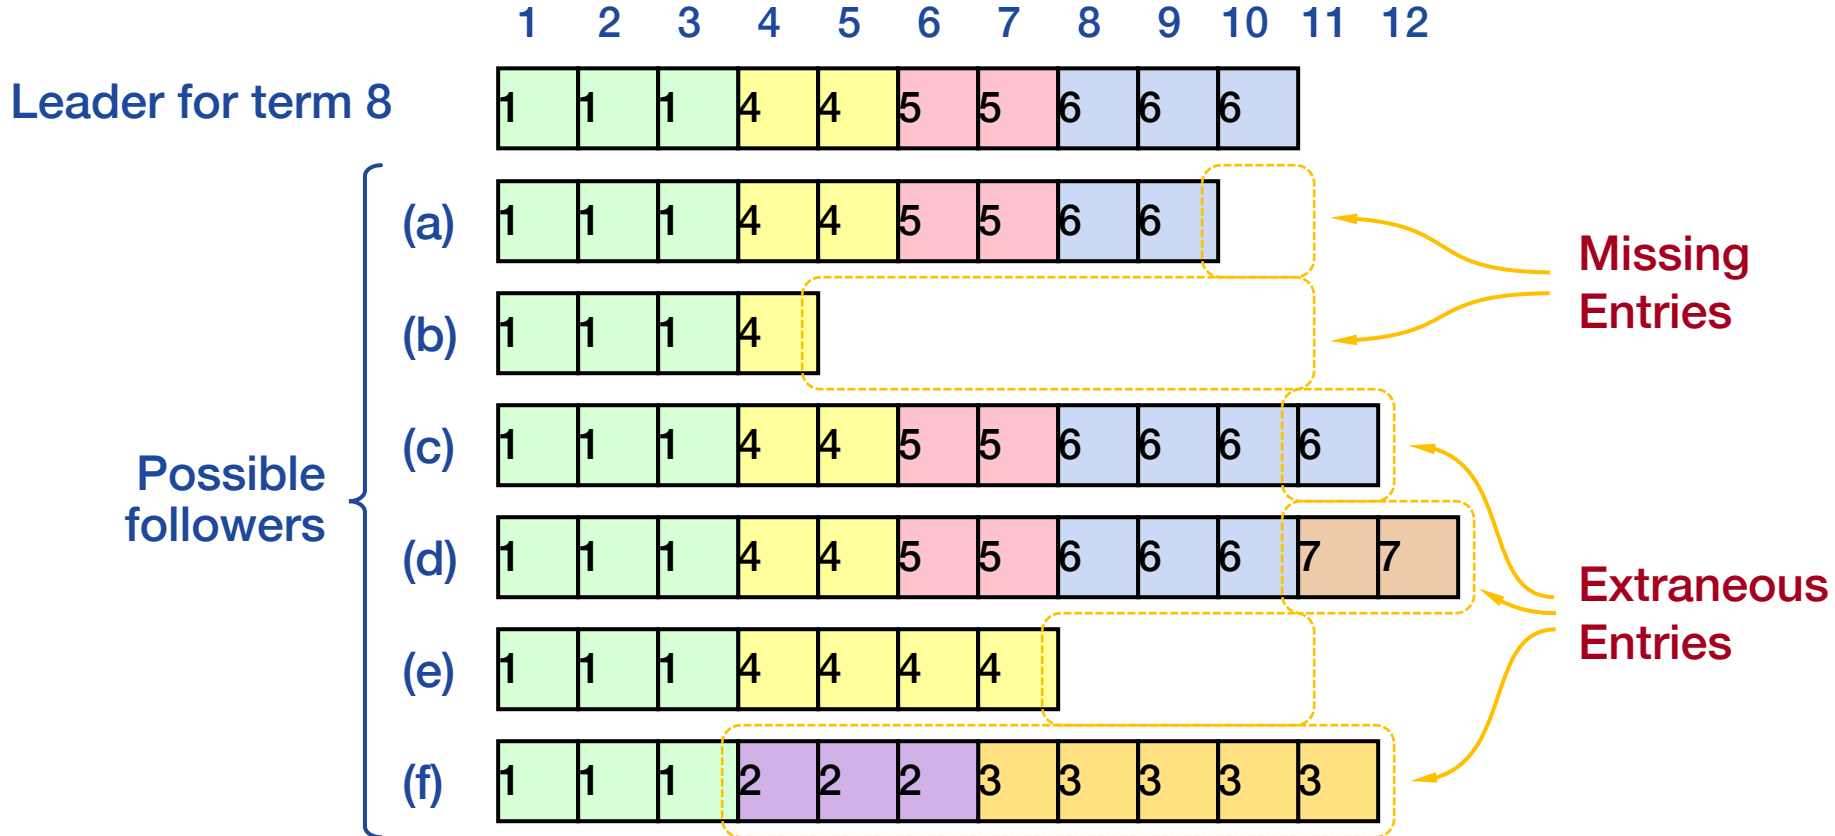 1 2 3 4 5 6 7 8 9 10 11 12
Leader for term 8 1 1 1 4 4 5 5 6 6 6
(a) 1 1 1 4 4 5 5 6 6
Missing
Entries
(b) 1 1 1 4
(c) 1 1 1 4 4 5 5 6 6 6 6
Possible
followers
(d) 1 1 1 4 4 5 5 6 6 6 7 7
Extraneous
Entries
(e) 1 1 1 4 4 4 4
(f) 1 1 1 2 2 2 3 3 3 3 3